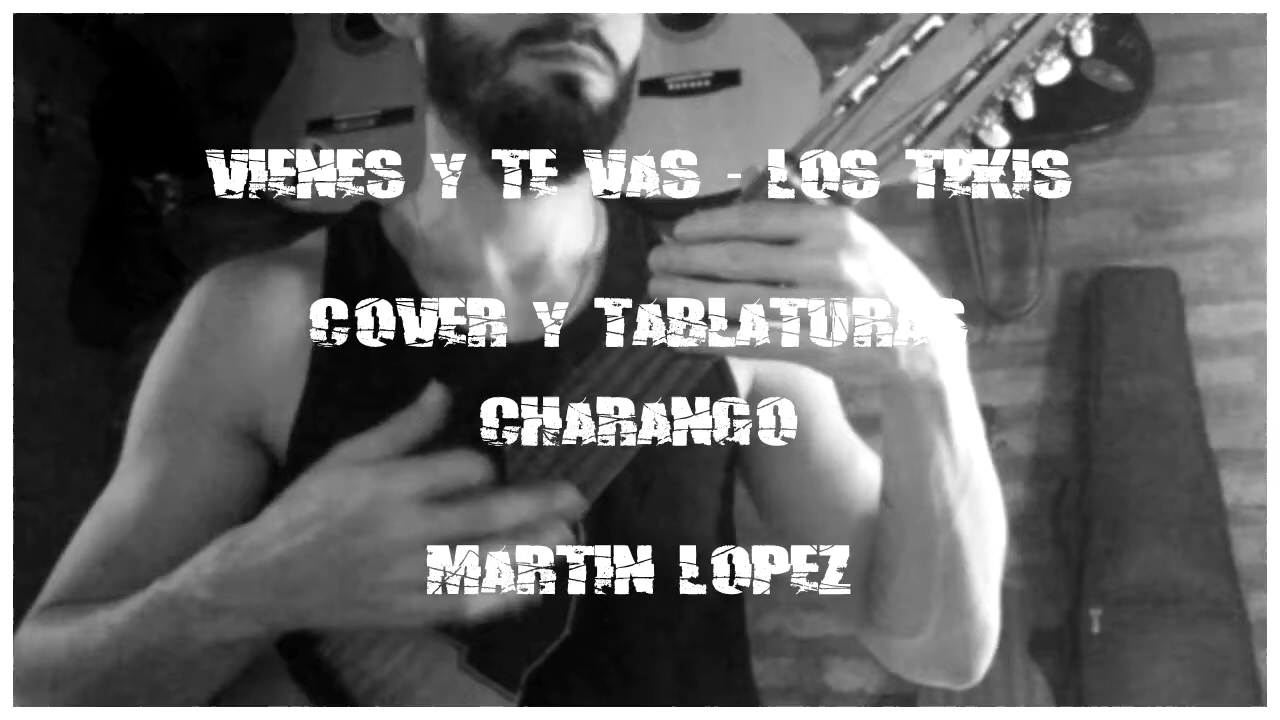 VIENES Y TE VAS - LOS TEKIS
COVER Y TABLATURAS
CHARANGO
MARTIN LOPEZ